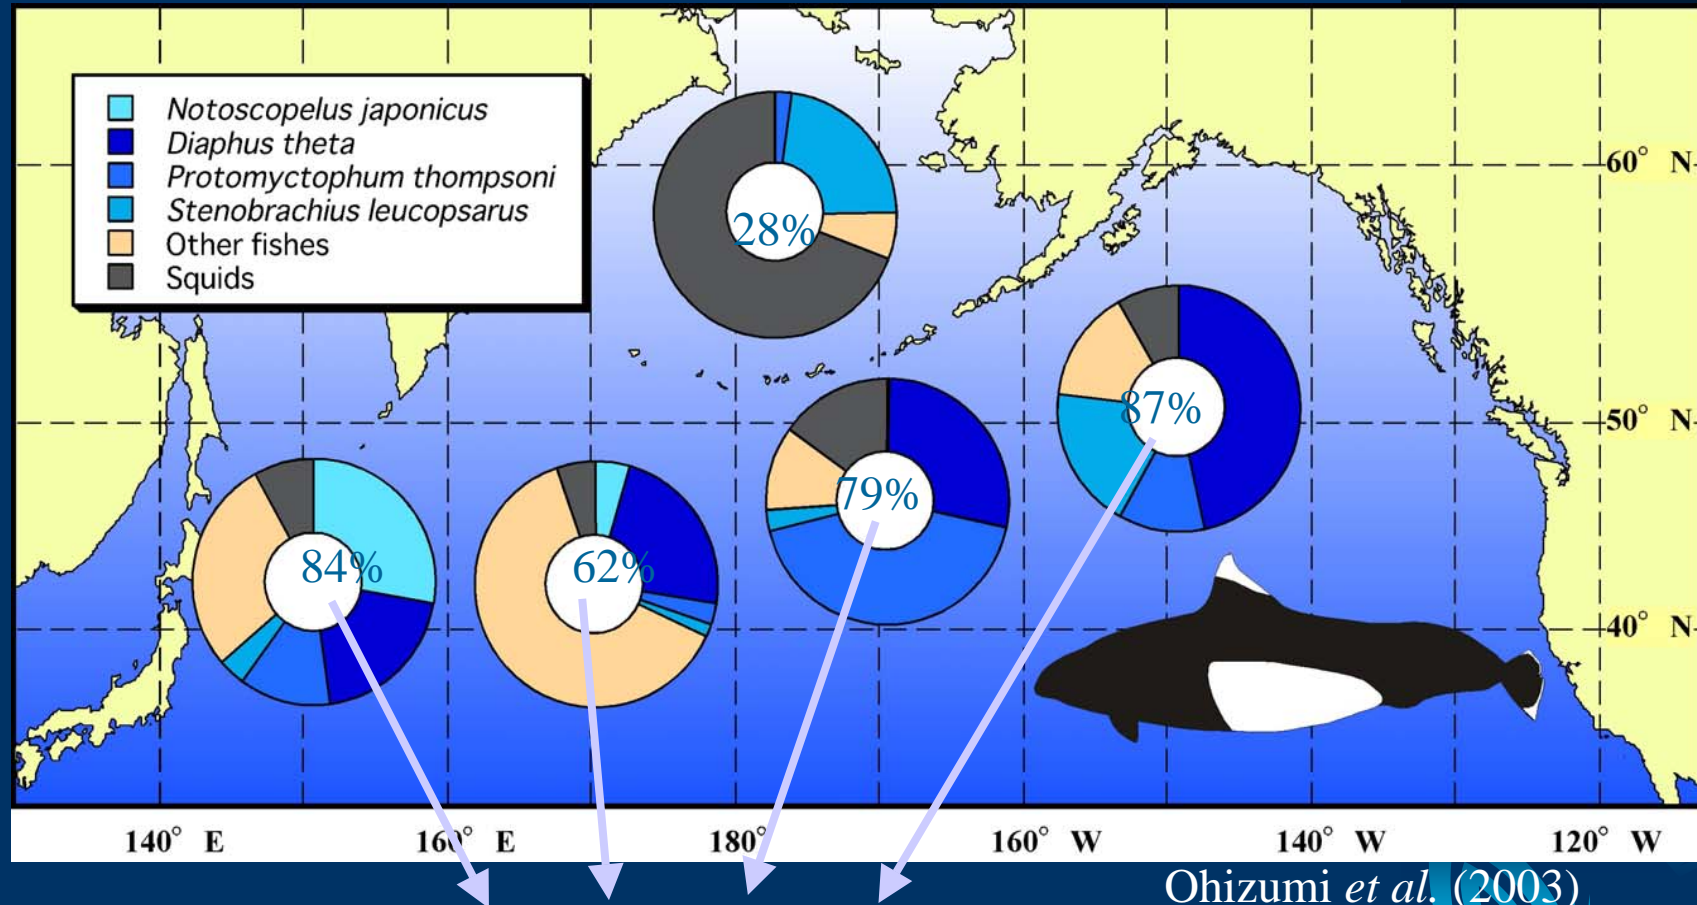 Notoscopelus japonicus
Diaphus theta
Protomyctophum thompsoni
Stenobrachius leucopsarus
Other fishes
Squids
28%
60° N
87%
50° N
79%
84%
62%
40° N
140° E
160° E
180°
160° W
140° W
120° W
Ohizumi et al. (2003)